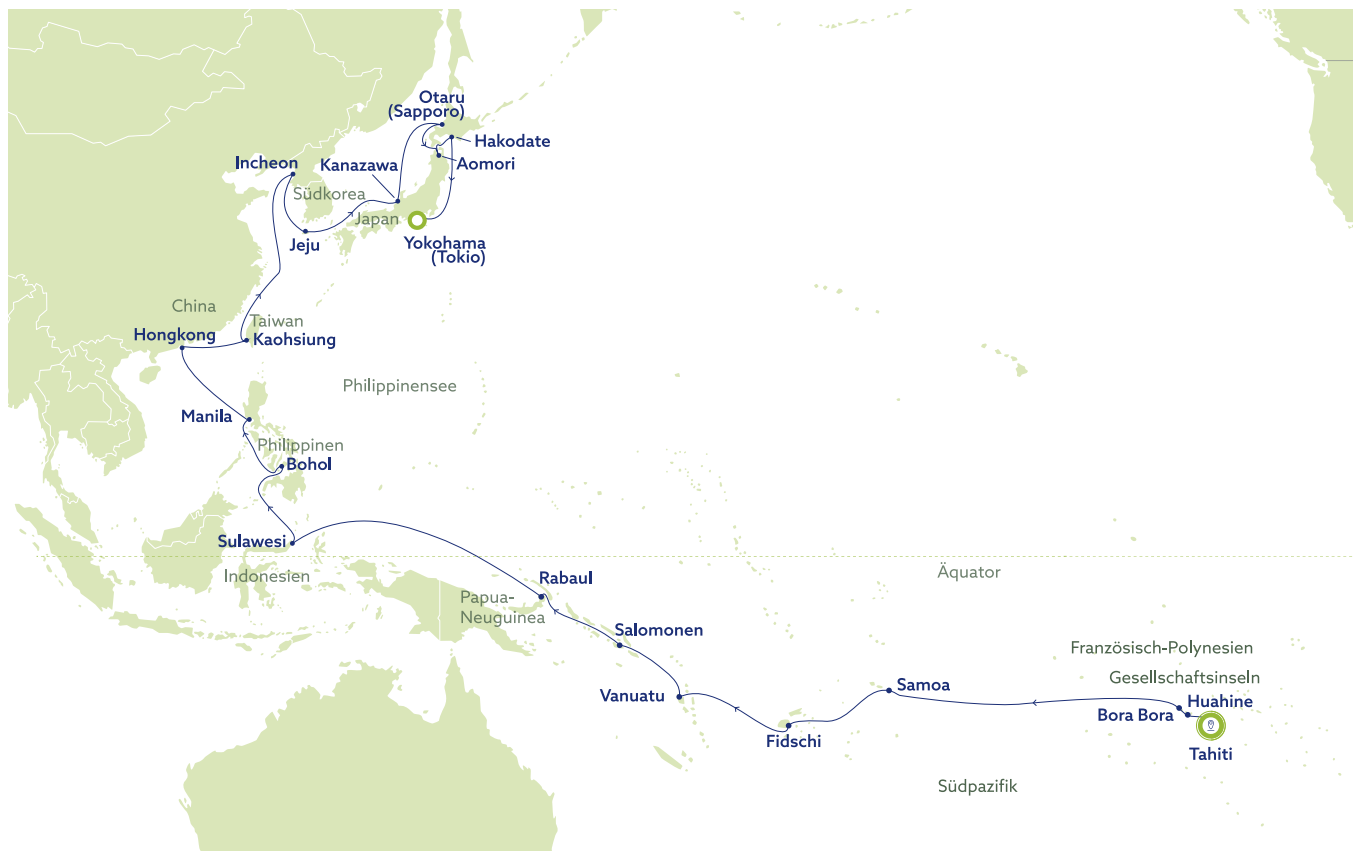 Otaru
(Sapporo)
Hakodate
Aomori
Incheon
Kanazawa
Südkorea
Japan
Jeju
Yokohama
(Tokio)
China
Taiwan
Hongkong
Kaohsiung
Philippinensee
Manila
Philippinen
Bohol
Sulawesi
Indonesien
Äquator
Rabaul
Papua-
Neuguinea
Salomonen
Französisch-Polynesien
Gesellschaftsinseln
Samoa
Vanuatu
Huahine
Bora Bora
Fidschi
Tahiti
Südpazifik